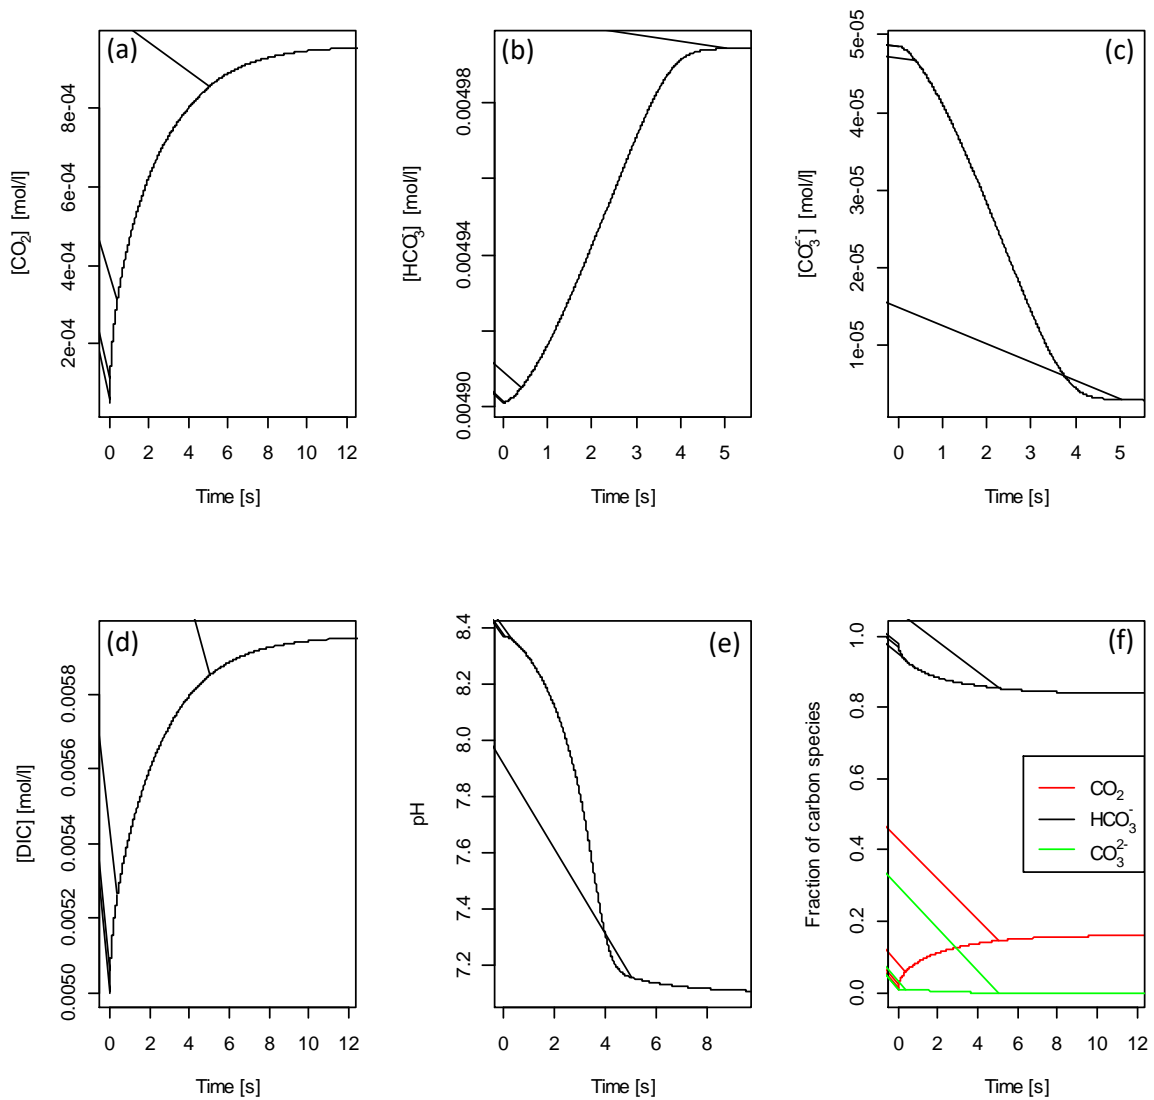 (a)
[CO₂] [mol/l]
2e-04 4e-04 6e-04 8e-04
0 2 4 6 8 10 12
Time [s]
(b)
[HCO₃⁻] [mol/l]
0.00490 0.00494 0.00498
0 1 2 3 4 5
Time [s]
(c)
[CO₃²⁻] [mol/l]
1e-05 2e-05 3e-05 4e-05 5e-05
0 1 2 3 4 5
Time [s]
(d)
[DIC] [mol/l]
0.0050 0.0052 0.0054 0.0056 0.0058
0 2 4 6 8 10 12
Time [s]
(e)
pH
7.2 7.4 7.6 7.8 8.0 8.2 8.4
0 2 4 6 8
Time [s]
(f)
Fraction of carbon species
0.0 0.2 0.4 0.6 0.8 1.0
CO₂
HCO₃⁻
CO₃²⁻
0 2 4 6 8 10 12
Time [s]